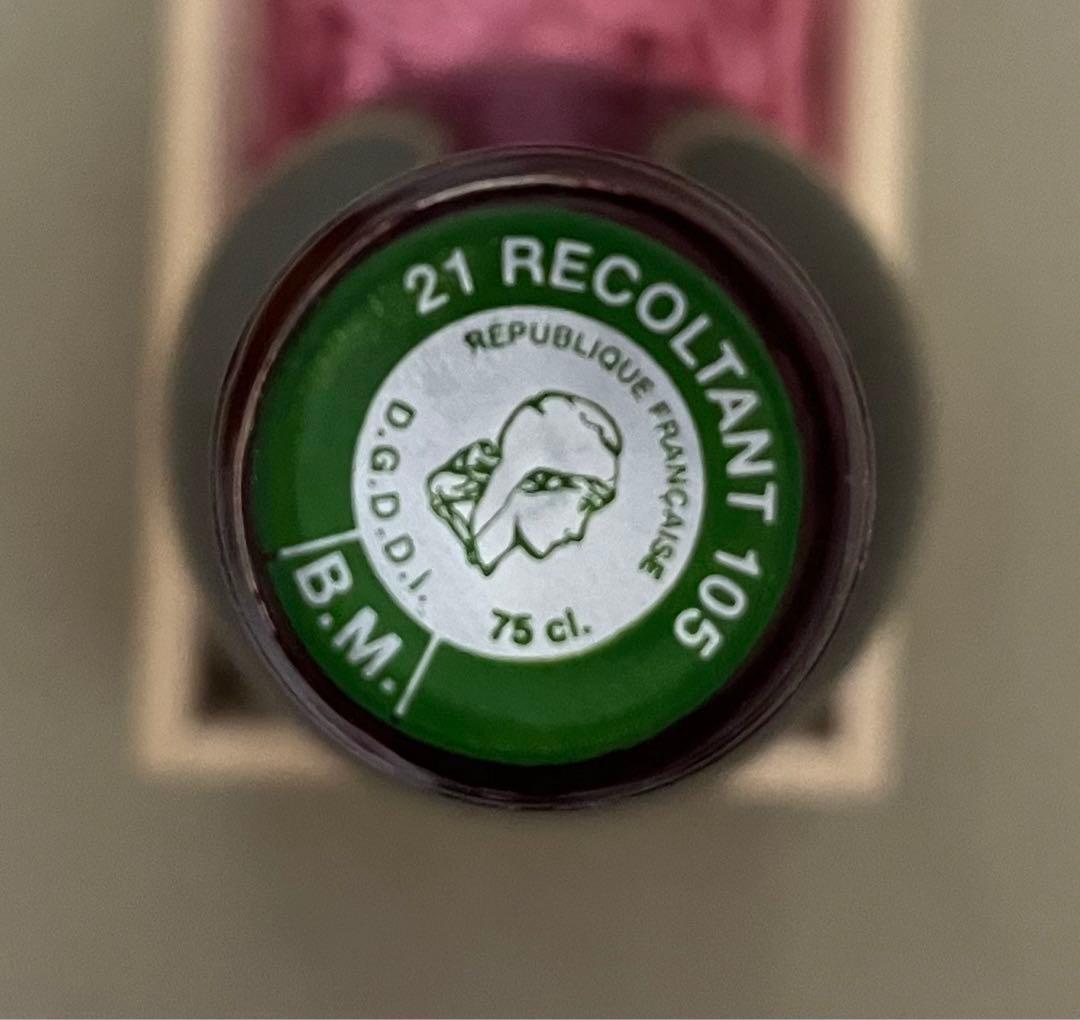 21 RECOLTANT 105
RÉPUBLIQUE FRANÇAISE
D.G.D.D.I.
75 cl.
B.M.